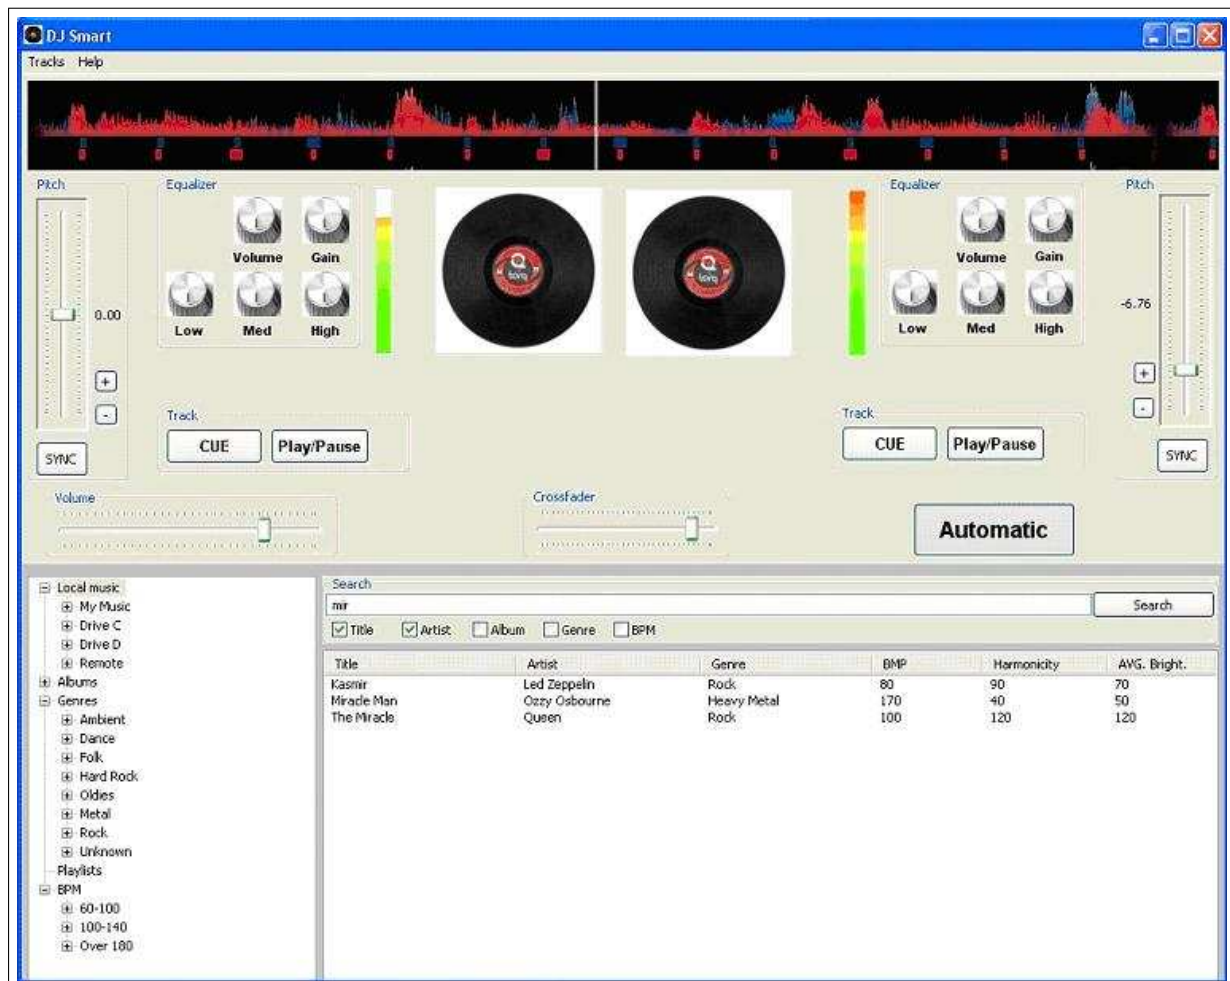 DJ Smart
Tracks Help
Pitch Equalizer Equalizer Pitch
Volume Gain Volume Gain
0.00 -6.76
Low Med High Low Med High
+ +
- -
Track Track
CUE Play/Pause CUE Play/Pause
SYNC SYNC
Volume Crossfader
Automatic
Local music
My Music
Drive C
Drive D
Remote
Albums
Genres
Ambient
Dance
Folk
Hard Rock
Oldies
Metal
Rock
Unknown
Playlists
BPM
60-100
100-140
Over 180
Search
mir Search
Title Artist Album Genre BPM
Title Artist Genre BMP Harmonicity AVG. Bright.
Kasmir Led Zeppelin Rock 80 90 70
Miracle Man Ozzy Osbourne Heavy Metal 170 40 50
The Miracle Queen Rock 100 120 120